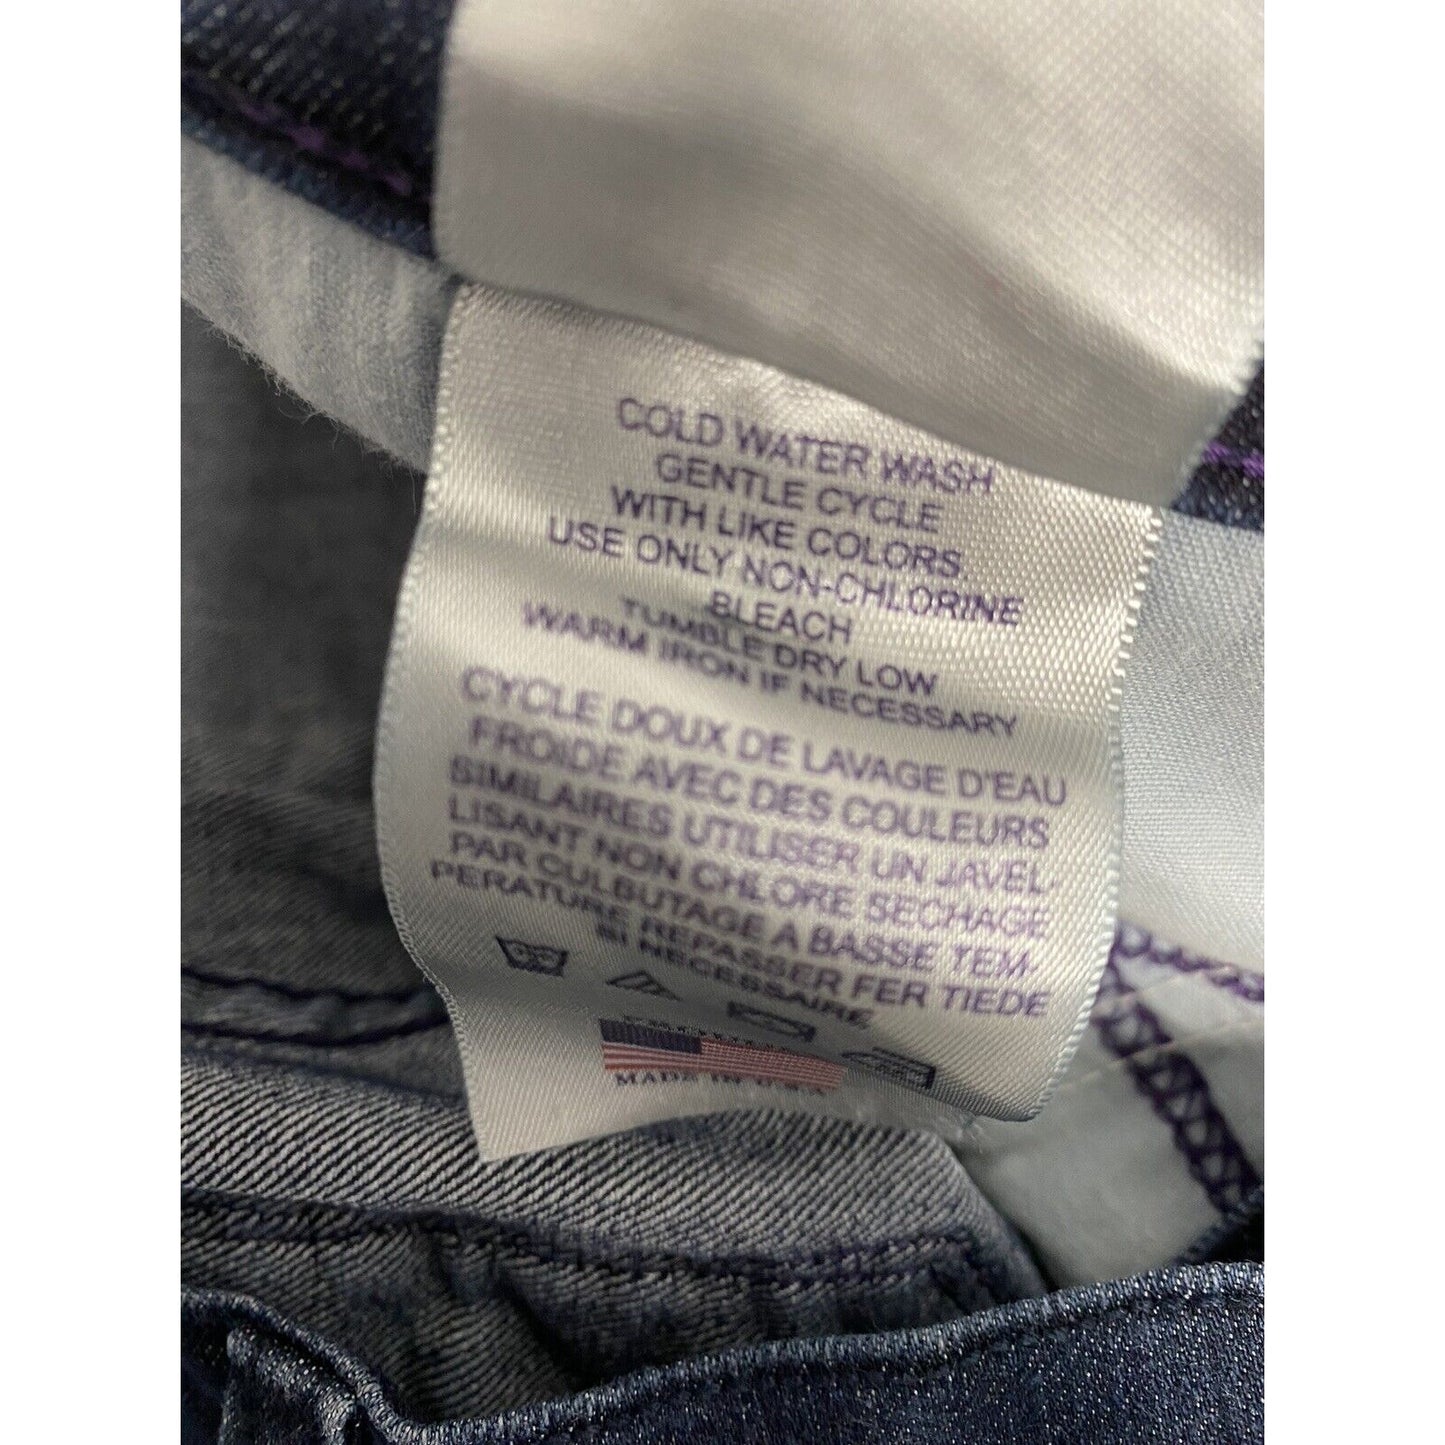 COLD WATER WASH
GENTLE CYCLE
WITH LIKE COLORS.
USE ONLY NON-CHLORINE
BLEACH
TUMBLE DRY LOW
WARM IRON IF NECESSARY
CYCLE DOUX DE LAVAGE D'EAU
FROIDE AVEC DES COULEURS
SIMILAIRES UTILISER UN JAVEL-
LISANT NON CHLORE SECHAGE
PAR CULBUTAGE A BASSE TEM-
PERATURE REPASSER FER TIEDE
SI NECESSAIRE
MADE IN U.S.A